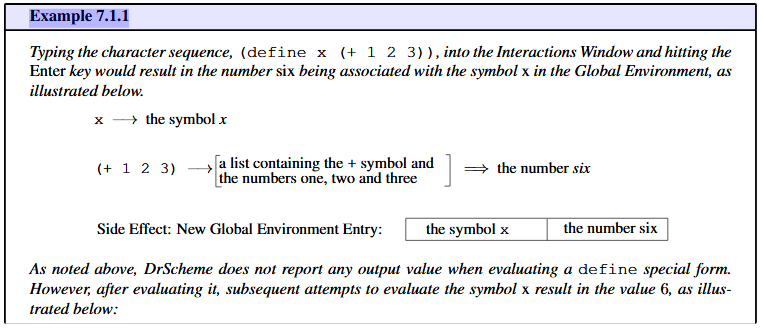 Example 7.1.1
Typing the character sequence, (define x (+ 1 2 3)), into the Interactions Window and hitting the
Enter key would result in the number six being associated with the symbol x in the Global Environment, as
illustrated below.
x ⟶ the symbol x
(+ 1 2 3) ⟶ [a list containing the + symbol and
the numbers one, two and three] ⟹ the number six
Side Effect: New Global Environment Entry: the symbol x the number six
As noted above, DrScheme does not report any output value when evaluating a define special form.
However, after evaluating it, subsequent attempts to evaluate the symbol x result in the value 6, as illus-
trated below: